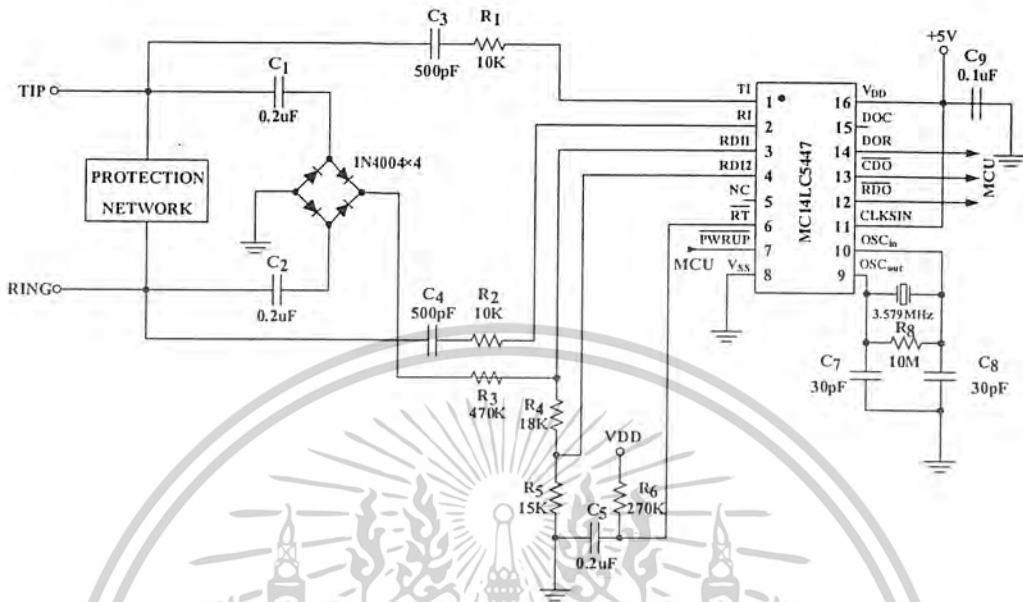 C3
500pF
R1
10K
C1
0.2uF
TIP
PROTECTION
NETWORK
1N4004×4
RING
C2
0.2uF
C4
500pF
R2
10K
R3
470K
R4
18K
R5
15K
C5
0.2uF
VDD
R6
270K
TI
RI
RDI1
RDI2
NC
RT
PWRUP
MCU
VSS
1
2
3
4
5
6
7
8
MC14LC5447
16
15
14
13
12
11
10
9
VDD
DOC
DOR
CDO
RDO
CLKSIN
OSCin
OSCout
MCU
+5V
C9
0.1uF
3.579MHz
R8
10M
C7
30pF
C8
30pF